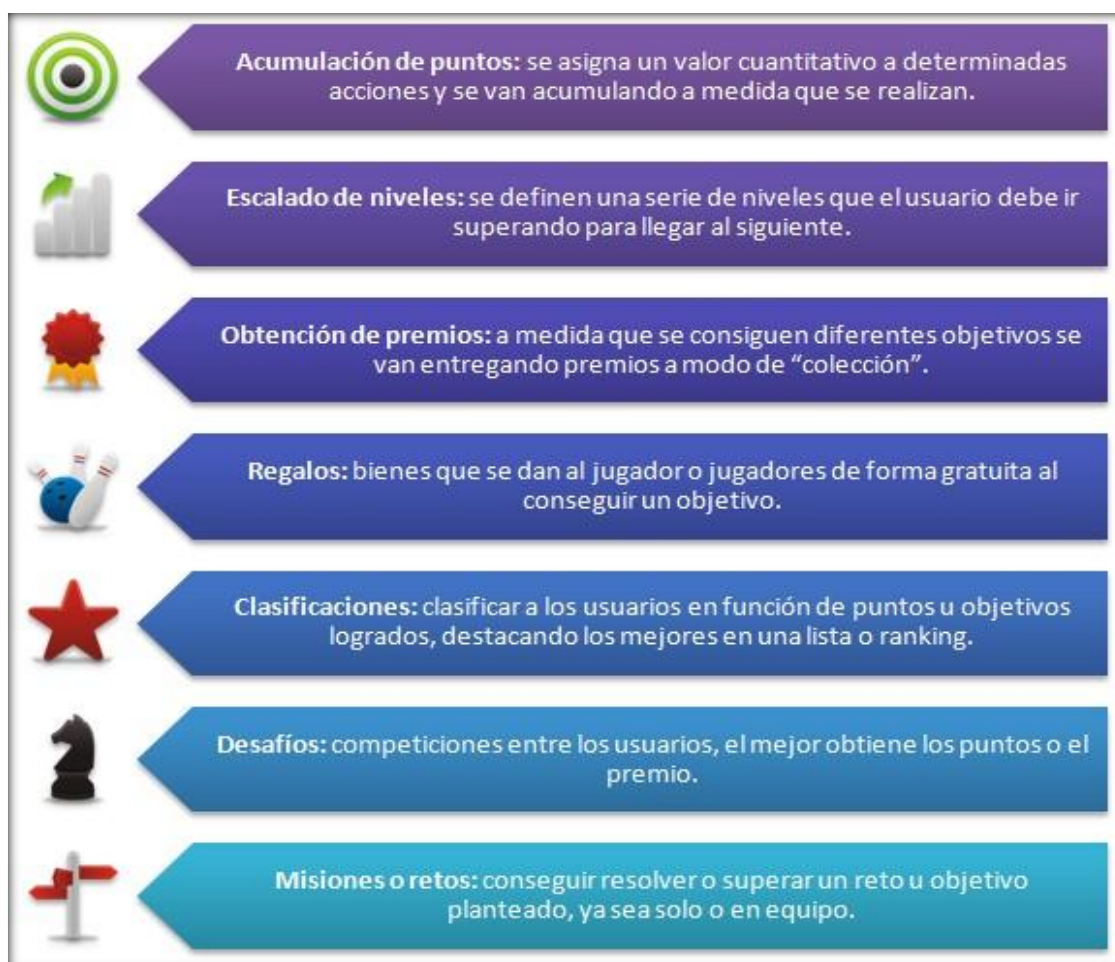 Acumulación de puntos: se asigna un valor cuantitativo a determinadas
acciones y se van acumulando a medida que se realizan.
Escalado de niveles: se definen una serie de niveles que el usuario debe ir
superando para llegar al siguiente.
Obtención de premios: a medida que se consiguen diferentes objetivos se
van entregando premios a modo de “colección”.
Regalos: bienes que se dan al jugador o jugadores de forma gratuita al
conseguir un objetivo.
Clasificaciones: clasificar a los usuarios en función de puntos u objetivos
logrados, destacando los mejores en una lista o ranking.
Desafíos: competiciones entre los usuarios, el mejor obtiene los puntos o el
premio.
Misiones o retos: conseguir resolver o superar un reto u objetivo
planteado, ya sea solo o en equipo.